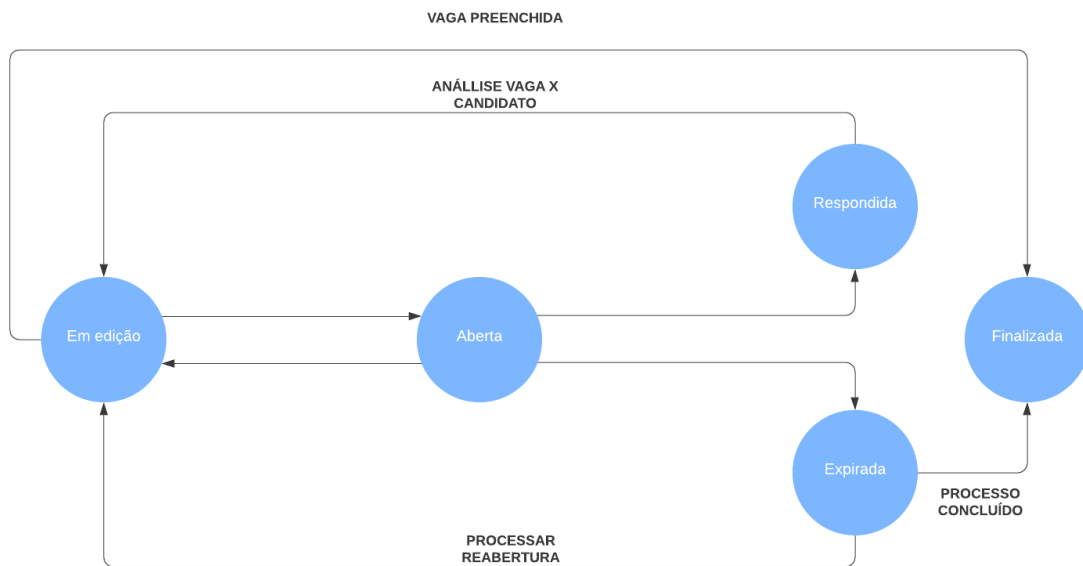 VAGA PREENCHIDA
ANÁLLISE VAGA X
CANDIDATO
Respondida
Em edição
Aberta
Finalizada
Expirada
PROCESSO
CONCLUÍDO
PROCESSAR
REABERTURA